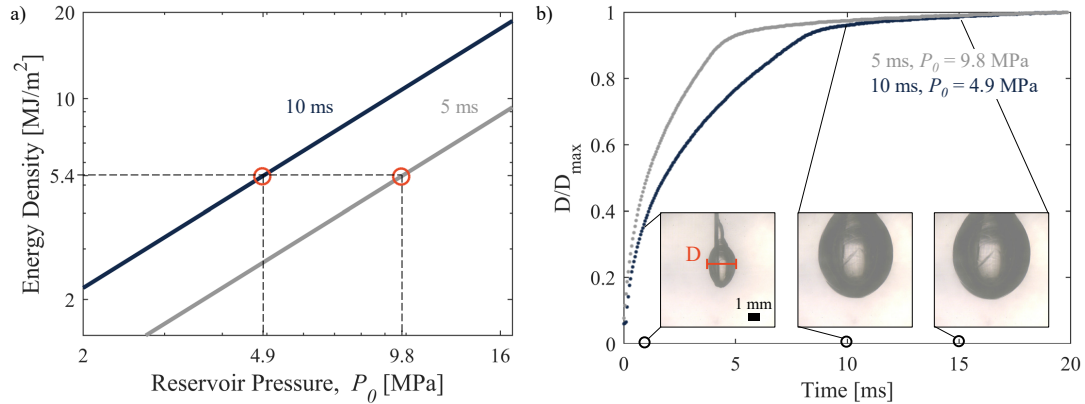 a)
20
10
5.4
2
Energy Density [MJ/m²]
10 ms
5 ms
2
4.9
9.8
16
Reservoir Pressure, P₀ [MPa]
b)
1
0.8
0.6
0.4
0.2
0
D/D_max
5 ms, P₀ = 9.8 MPa
10 ms, P₀ = 4.9 MPa
D
1 mm
0
5
10
15
20
Time [ms]